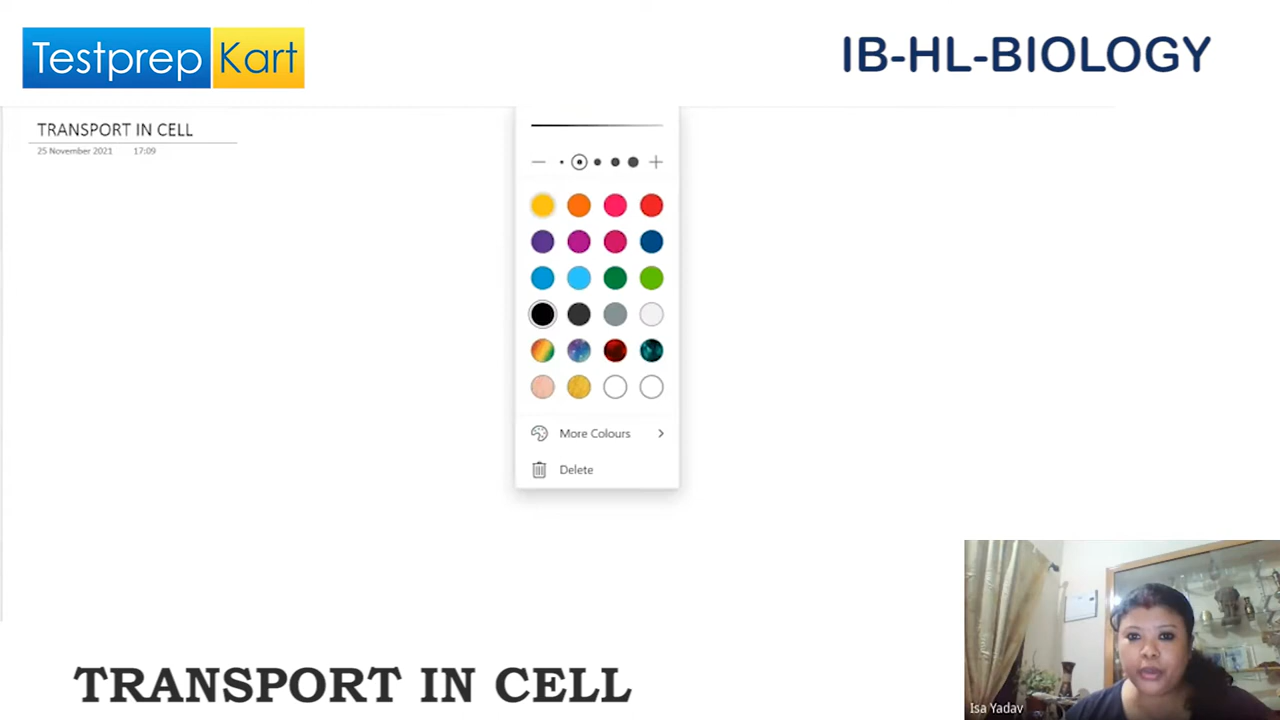 Testprep Kart
IB-HL-BIOLOGY
TRANSPORT IN CELL
25 November 2021 17:09
More Colours
Delete
Isa Yadav
TRANSPORT IN CELL